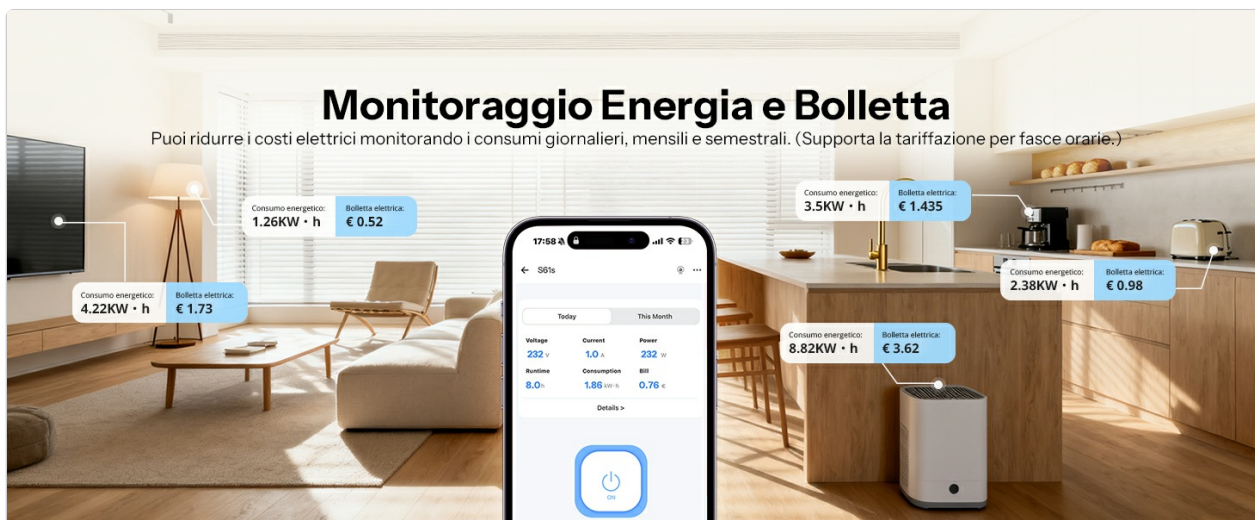 Monitoraggio Energia e Bolletta
Puoi ridurre i costi elettrici monitorando i consumi giornalieri, mensili e semestrali. (Supporta la tariffazione per fasce orarie.)
Consumo energetico: Bolletta elettrica:
1.26KW・h € 0.52
Consumo energetico: Bolletta elettrica:
4.22KW・h € 1.73
Consumo energetico: Bolletta elettrica:
3.5KW・h € 1.435
Consumo energetico: Bolletta elettrica:
2.38KW・h € 0.98
Consumo energetico: Bolletta elettrica:
8.82KW・h € 3.62
17:58 23
S61s
Today This Month
Voltage Current Power
232 V 1.0 A 232 W
Runtime Consumption Bill
8.0h 1.86 kW·h 0.76 €
Details >
ON